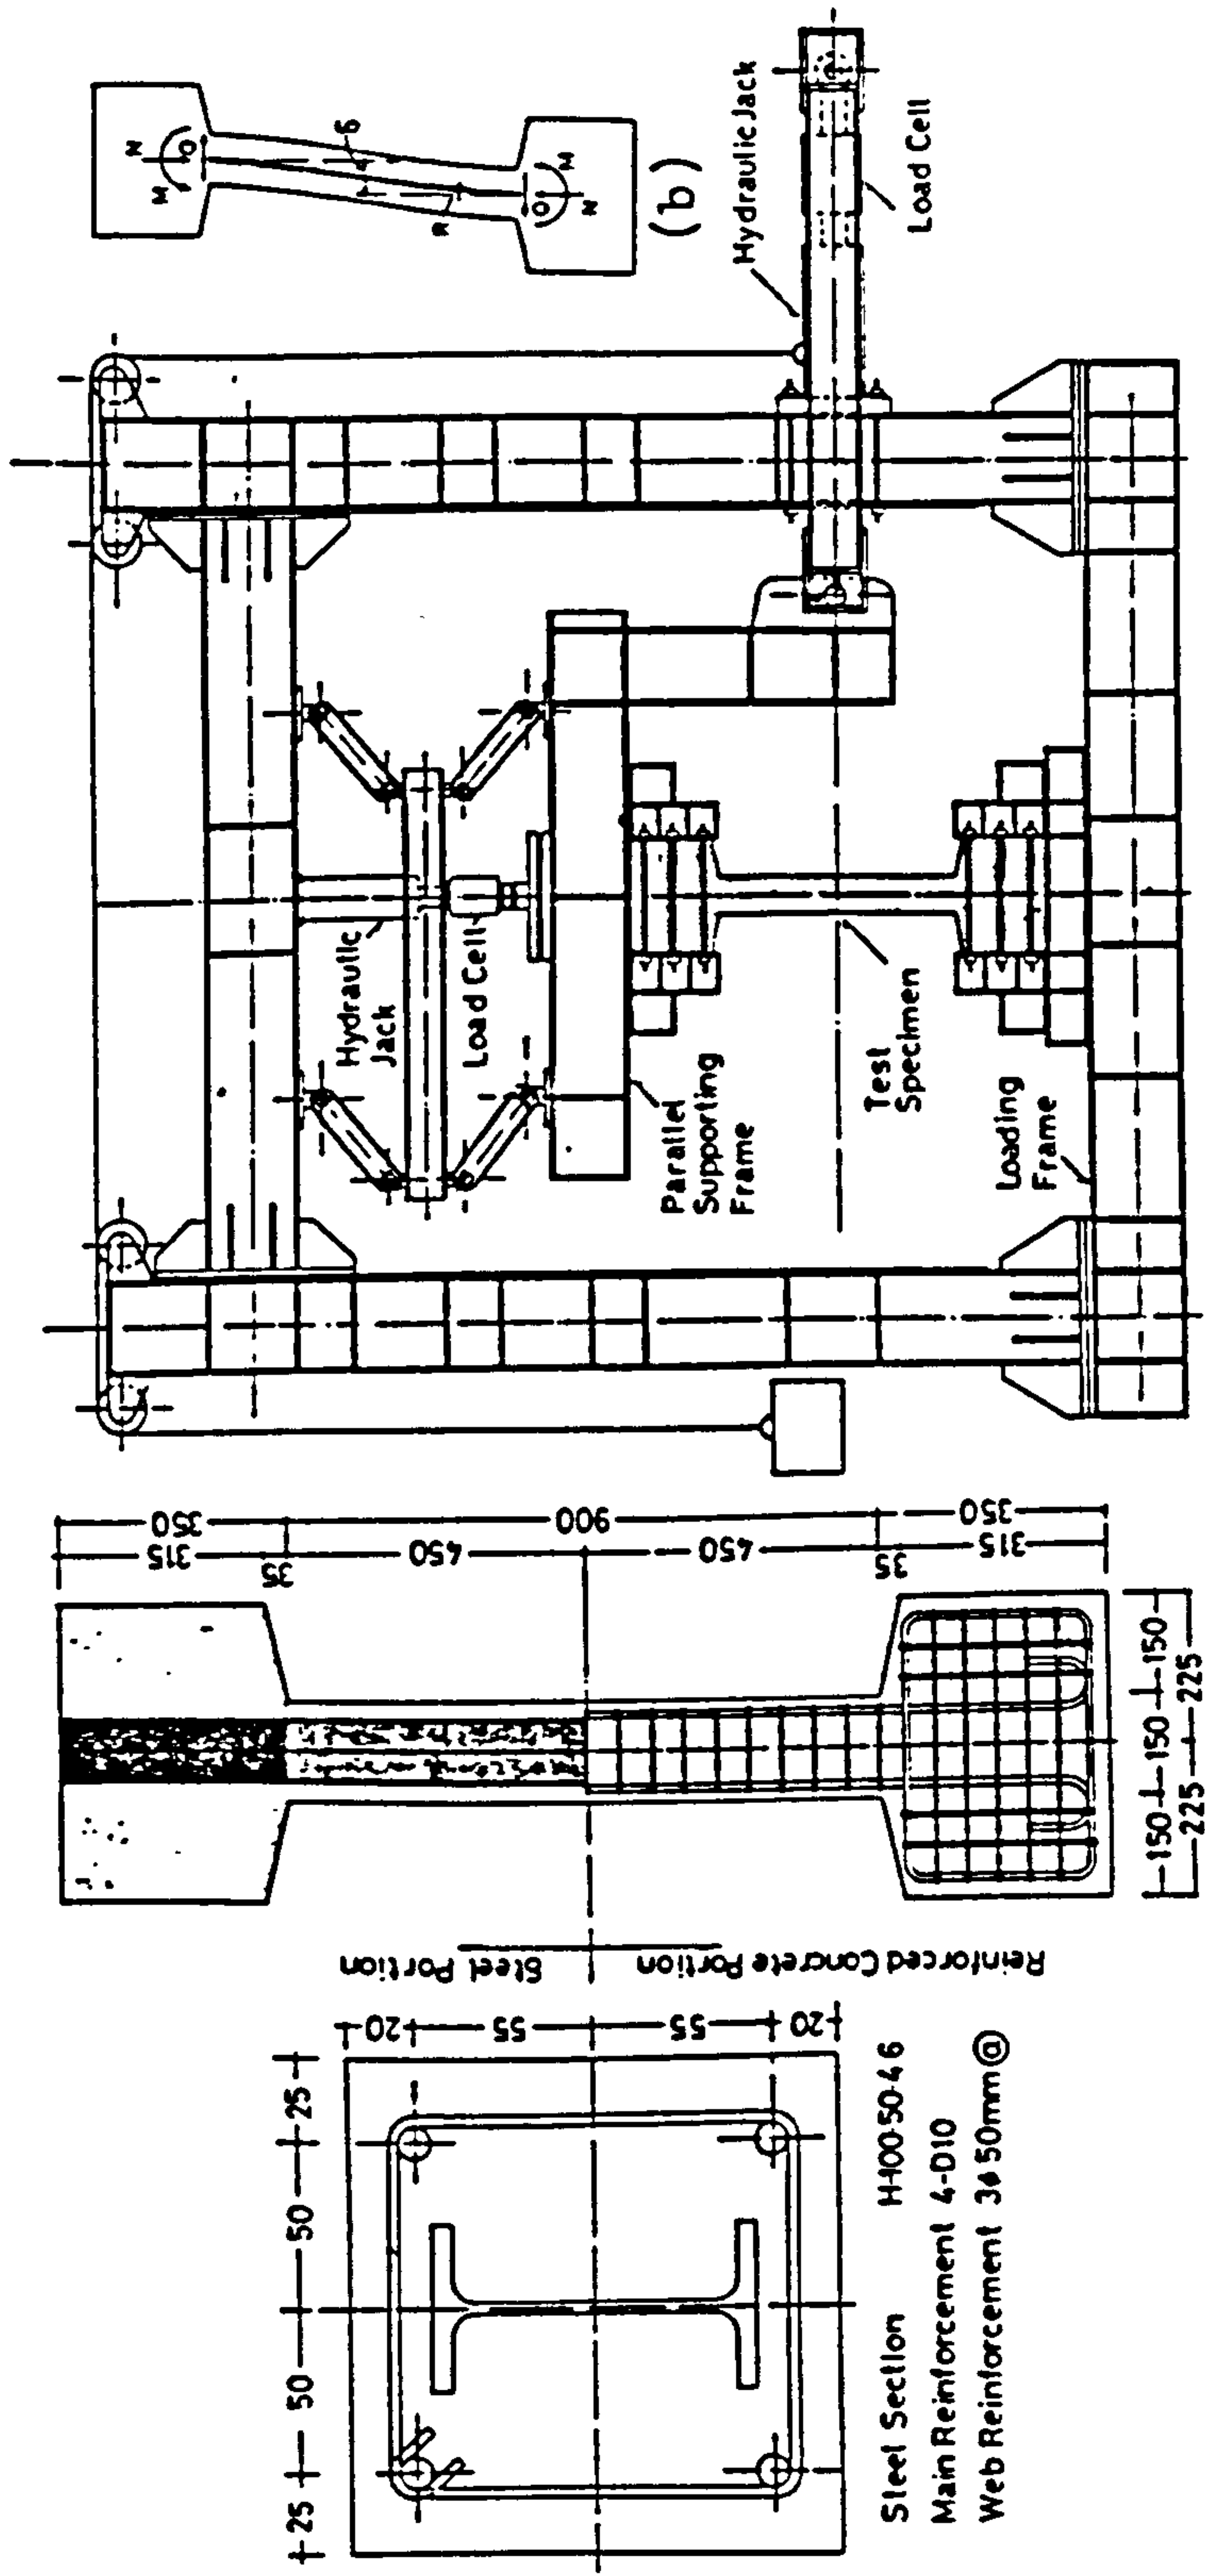 25
50
50
25
20
55
55
20
Steel Section H-100·50·4·6
Main Reinforcement 4-D10
Web Reinforcement 3ϕ 50mm@
Steel Portion
Reinforced Concrete Portion
315
35
450
450
35
315
350
900
350
150
150
150
225
225
Hydraulic
Jack
Load Cell
Parallel
Supporting
Frame
Test
Specimen
Loading
Frame
Hydraulic Jack
Load Cell
N
M
Q
δ
R
Q
M
N
(b)